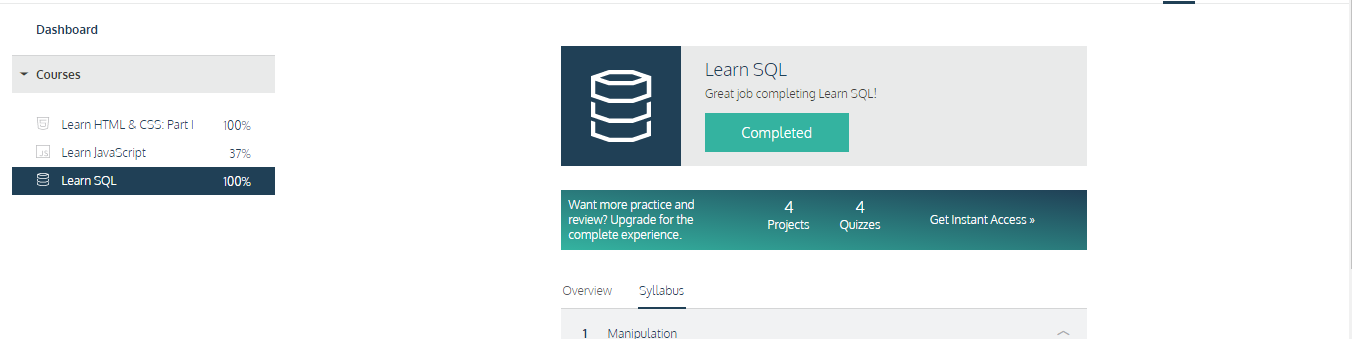 Dashboard
Courses
Learn HTML & CSS: Part I 100%
JS Learn JavaScript 37%
Learn SQL 100%
Learn SQL
Great job completing Learn SQL!
Completed
Want more practice and
review? Upgrade for the
complete experience.
4
Projects
4
Quizzes
Get Instant Access »
Overview Syllabus
1 Manipulation